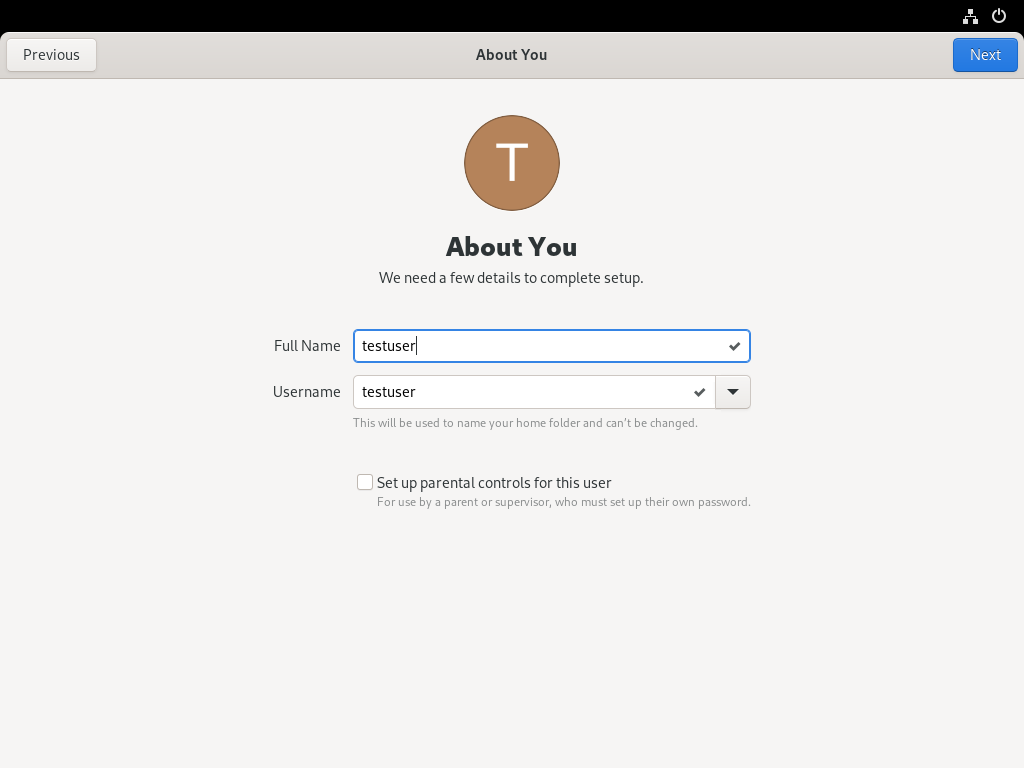 Previous
About You
Next
T
About You
We need a few details to complete setup.
Full Name testuser
Username testuser
This will be used to name your home folder and can't be changed.
Set up parental controls for this user
For use by a parent or supervisor, who must set up their own password.